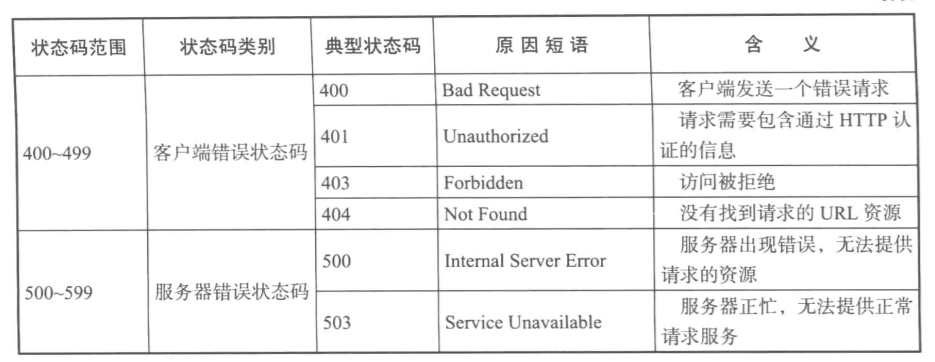 状态码范围 状态码类别 典型状态码 原因短语 含 义
400 Bad Request 客户端发送一个错误请求
400~499 客户端错误状态码 401 Unauthorized 请求需要包含通过 HTTP 认
证的信息
403 Forbidden 访问被拒绝
404 Not Found 没有找到请求的 URL 资源
500~599 服务器错误状态码 500 Internal Server Error 服务器出现错误，无法提供
请求的资源
503 Service Unavailable 服务器正忙，无法提供正常
请求服务